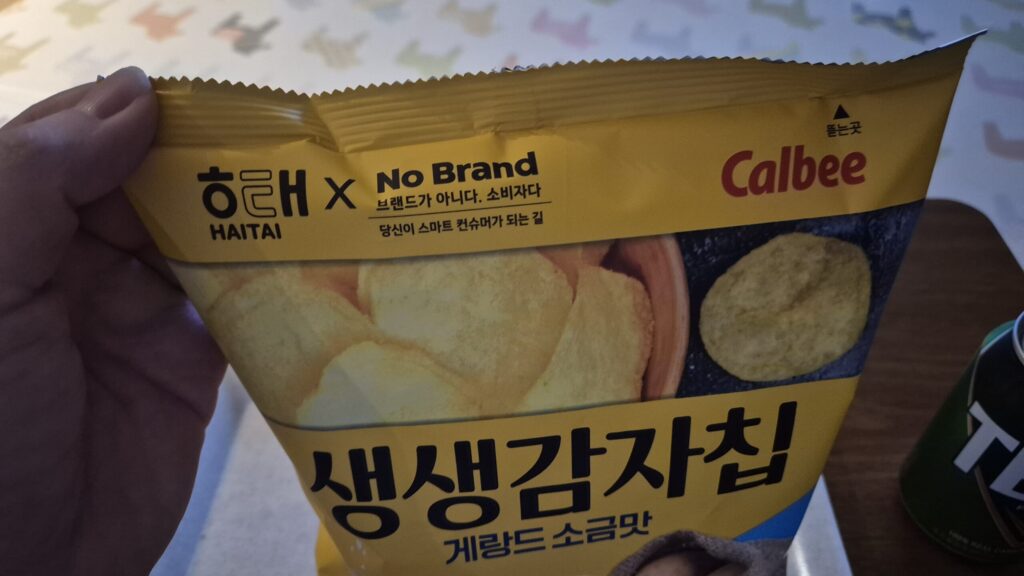 해태 X No Brand
HAITAI
브랜드가 아니다. 소비자다
당신이 스마트 컨슈머가 되는 길
뜯는곳
Calbee
생생감자칩
게랑드 소금맛